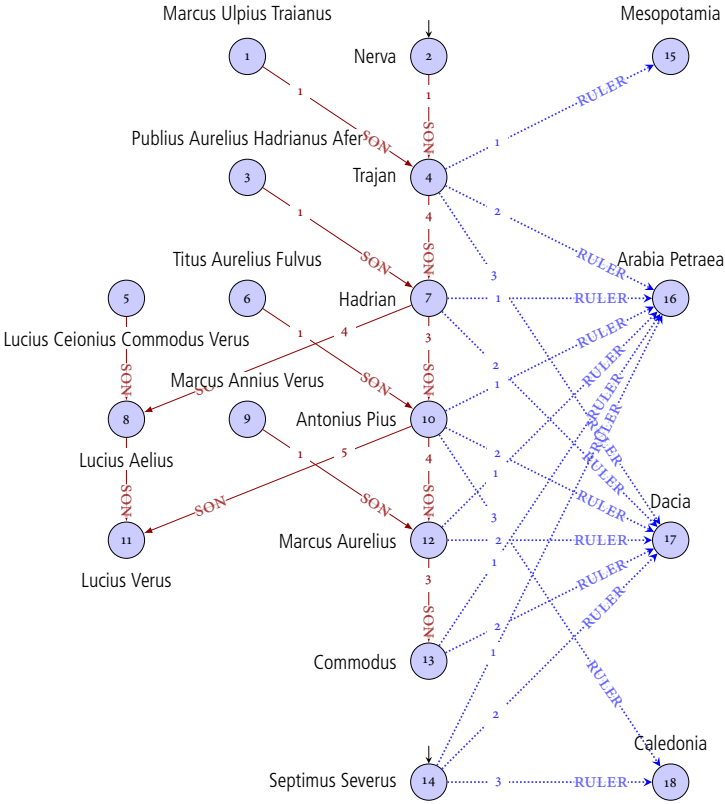 Marcus Ulpius Traianus
Mesopotamia
1
Nerva
2
15
1
1
RULER
SON
SON
1
Publius Aurelius Hadrianus Afer
3
Trajan
4
1
4
2
SON
SON
RULER
3
Titus Aurelius Fulvus
Arabia Petraea
5
6
Hadrian
7
1
RULER
16
Lucius Ceionius Commodus Verus
1
4
3
RULER
SON
SON
SON
SON
2
RULER
Marcus Annius Verus
1
RULER
8
9
Antonius Pius
10
RULER
RULER
RULER
Lucius Aelius
1
5
4
2
RULER
1
SON
SON
SON
SON
3
RULER
Dacia
11
Marcus Aurelius
12
2
RULER
17
Lucius Verus
3
1
RULER
SON
2
RULER
Commodus
13
1
RULER
2
Caledonia
Septimus Severus
14
3
RULER
18